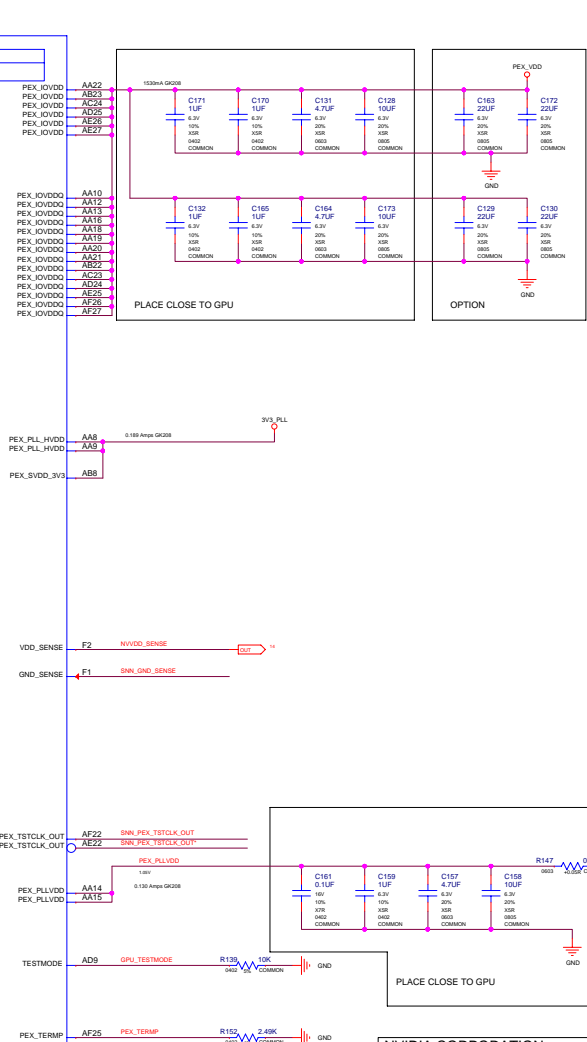 PEX_VDD
1530mA GK208
PEX_IOVDD AA22
PEX_IOVDD AB23
PEX_IOVDD AC24
PEX_IOVDD AD25
PEX_IOVDD AE26
PEX_IOVDD AE27
C171 C170 C131 C128 C163 C172
1UF 1UF 4.7UF 10UF 22UF 22UF
6.3V 6.3V 6.3V 6.3V 6.3V 6.3V
10% 10% 20% 20% 20% 20%
X5R X5R X5R X5R X5R X5R
0402 0402 0603 0805 0805 0805
COMMON COMMON COMMON COMMON COMMON COMMON
GND
PEX_IOVDDQ AA10
PEX_IOVDDQ AA12
PEX_IOVDDQ AA13
PEX_IOVDDQ AA16
PEX_IOVDDQ AA18
PEX_IOVDDQ AA19
PEX_IOVDDQ AA20
PEX_IOVDDQ AA21
PEX_IOVDDQ AB22
PEX_IOVDDQ AC23
PEX_IOVDDQ AD24
PEX_IOVDDQ AE25
PEX_IOVDDQ AF26
PEX_IOVDDQ AF27
C132 C165 C164 C173 C129 C130
1UF 1UF 4.7UF 10UF 22UF 22UF
6.3V 6.3V 6.3V 6.3V 6.3V 6.3V
10% 10% 20% 20% 20% 20%
X5R X5R X5R X5R X5R X5R
0402 0402 0603 0805 0805 0805
COMMON COMMON COMMON COMMON COMMON COMMON
GND
PLACE CLOSE TO GPU OPTION
3V3_PLL
PEX_PLL_HVDD AA8 0.189 Amps GK208
PEX_PLL_HVDD AA9
PEX_SVDD_3V3 AB8
VDD_SENSE F2 NVVDD_SENSE OUT
GND_SENSE F1 SNN_GND_SENSE
PEX_TSTCLK_OUT AF22 SNN_PEX_TSTCLK_OUT
PEX_TSTCLK_OUT AE22 SNN_PEX_TSTCLK_OUT*
PEX_PLLVDD
1.05V
PEX_PLLVDD AA14 0.130 Amps GK208
PEX_PLLVDD AA15
R147
0603 +0.05R
C161 C159 C157 C158
0.1UF 1UF 4.7UF 10UF
16V 6.3V 6.3V 6.3V
10% 10% 20% 20%
X7R X5R X5R X5R
0402 0402 0603 0805
COMMON COMMON COMMON COMMON
GND
TESTMODE AD9 GPU_TESTMODE R139 10K GND
0402 5% COMMON
PLACE CLOSE TO GPU
PEX_TERMP AF25 PEX_TERMP R152 2.49K GND
NVIDIA CORPORATION